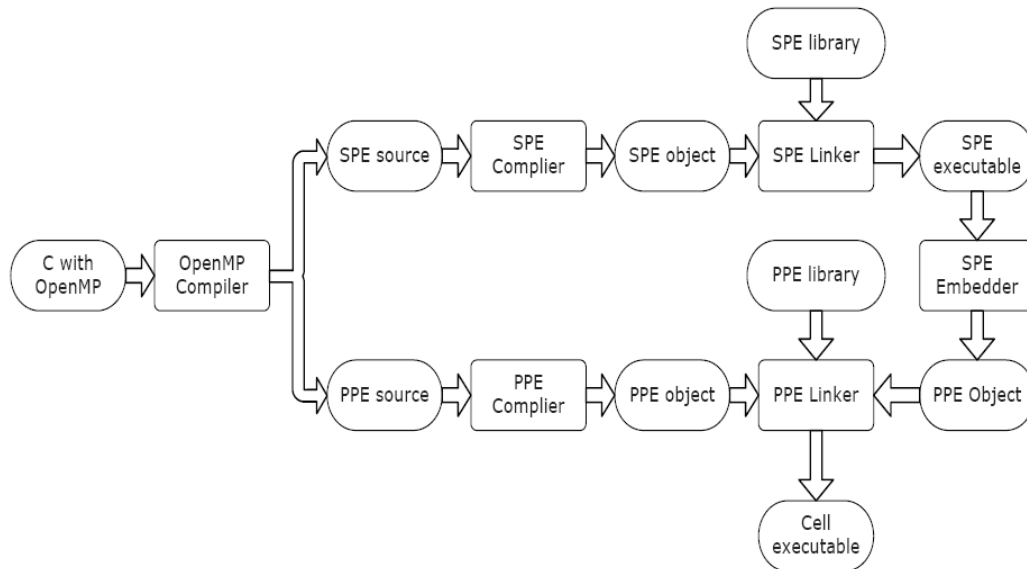 SPE library
SPE source
SPE
Complier
SPE object
SPE Linker
SPE
executable
C with
OpenMP
OpenMP
Compiler
PPE library
SPE
Embedder
PPE source
PPE
Complier
PPE object
PPE Linker
PPE Object
Cell
executable